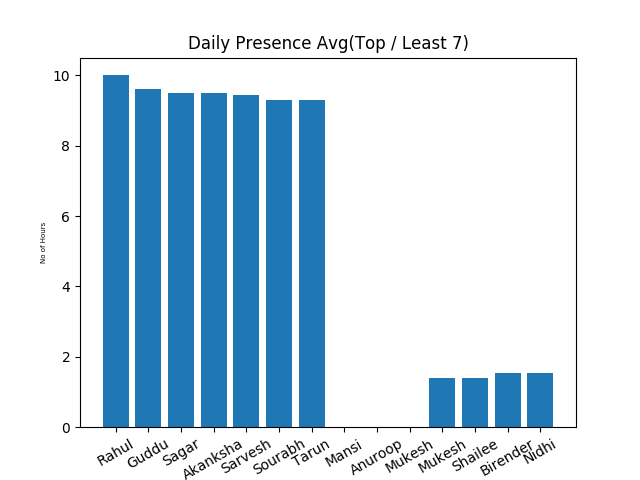 Daily Presence Avg(Top / Least 7)
10
8
6
4
2
0
No of Hours
Rahul
Guddu
Sagar
Akanksha
Sarvesh
Sourabh
Tarun
Mansi
Anuroop
Mukesh
Mukesh
Shailee
Birender
Nidhi